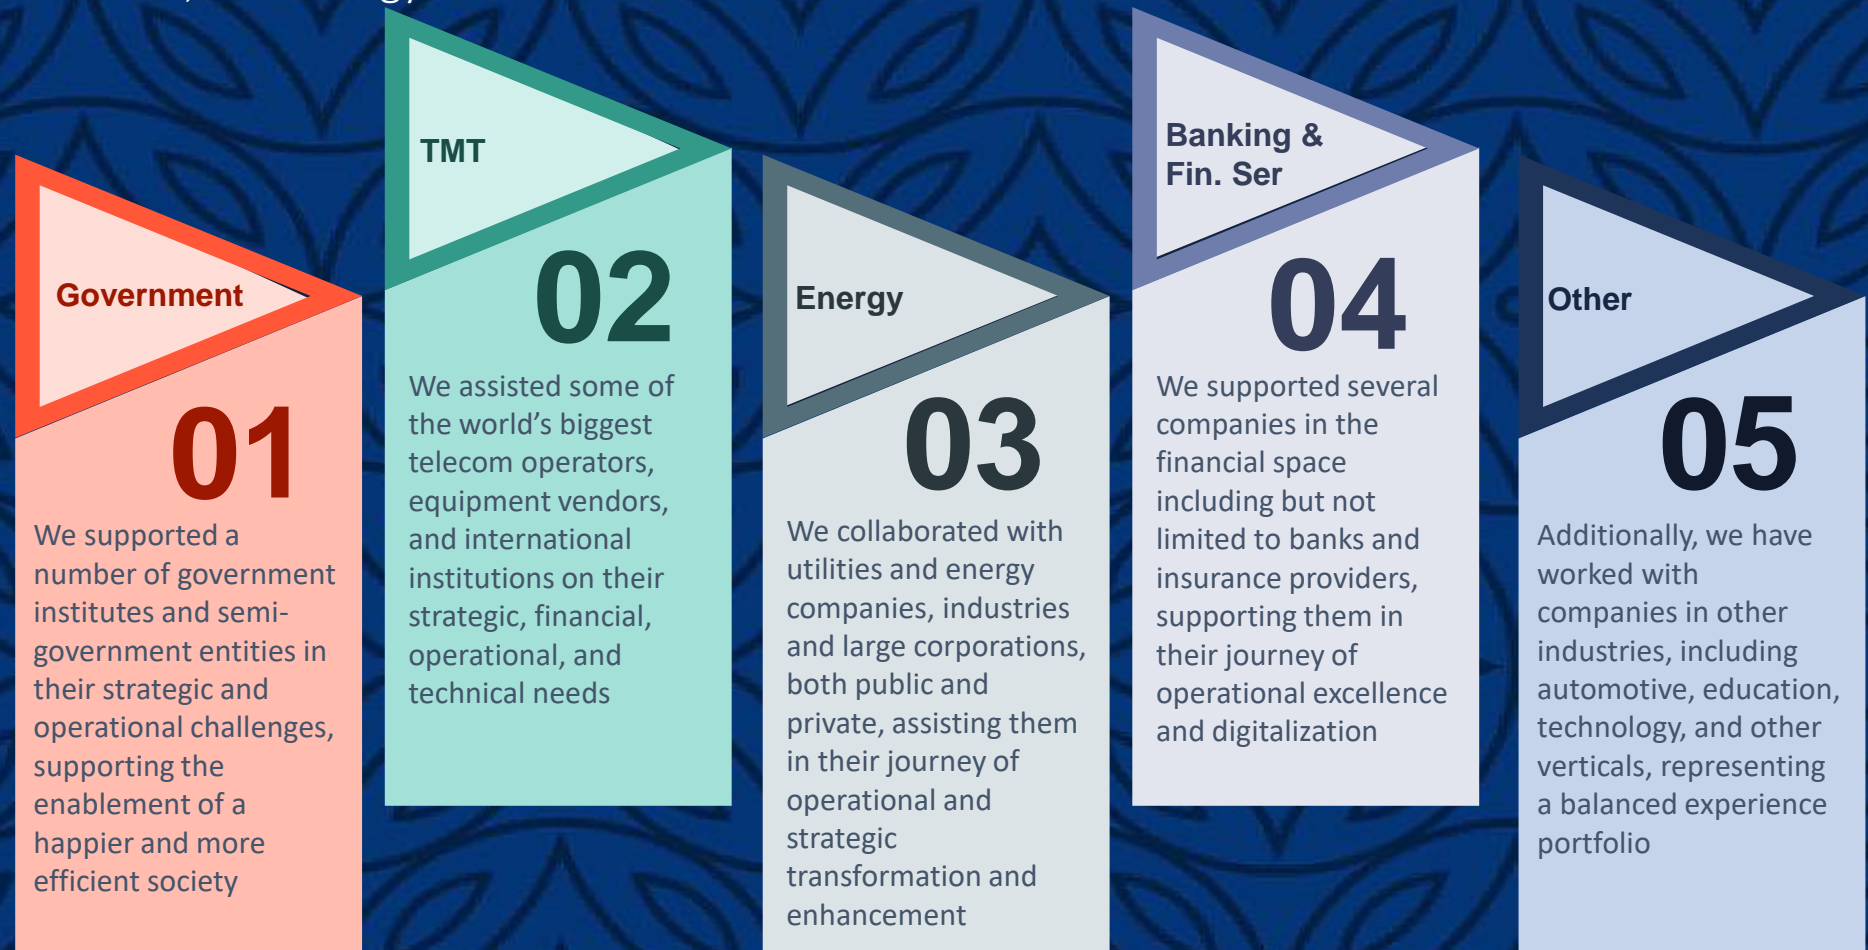 Government
01
We supported a
number of government
institutes and semi-
government entities in
their strategic and
operational challenges,
supporting the
enablement of a
happier and more
efficient society
TMT
02
We assisted some of
the world’s biggest
telecom operators,
equipment vendors,
and international
institutions on their
strategic, financial,
operational, and
technical needs
Energy
03
We collaborated with
utilities and energy
companies, industries
and large corporations,
both public and
private, assisting them
in their journey of
operational and
strategic
transformation and
enhancement
Banking &
Fin. Ser
04
We supported several
companies in the
financial space
including but not
limited to banks and
insurance providers,
supporting them in
their journey of
operational excellence
and digitalization
Other
05
Additionally, we have
worked with
companies in other
industries, including
automotive, education,
technology, and other
verticals, representing
a balanced experience
portfolio